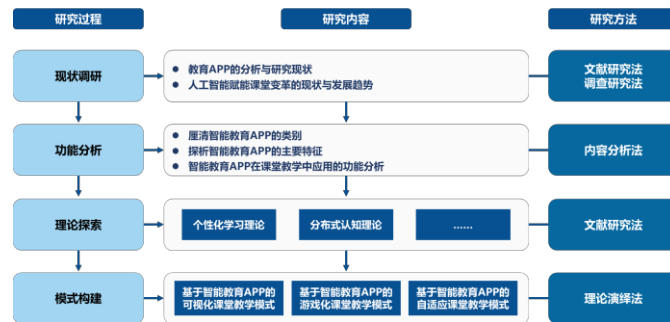 研究过程
研究内容
研究方法
现状调研
● 教育APP的分析与研究现状
● 人工智能赋能课堂变革的现状与发展趋势
文献研究法
调查研究法
功能分析
● 厘清智能教育APP的类别
● 探析智能教育APP的主要特征
● 智能教育APP在课堂教学中应用的功能分析
内容分析法
理论探索
个性化学习理论
分布式认知理论
……
文献研究法
模式构建
基于智能教育APP的
可视化课堂教学模式
基于智能教育APP的
游戏化课堂教学模式
基于智能教育APP的
自适应课堂教学模式
理论演绎法